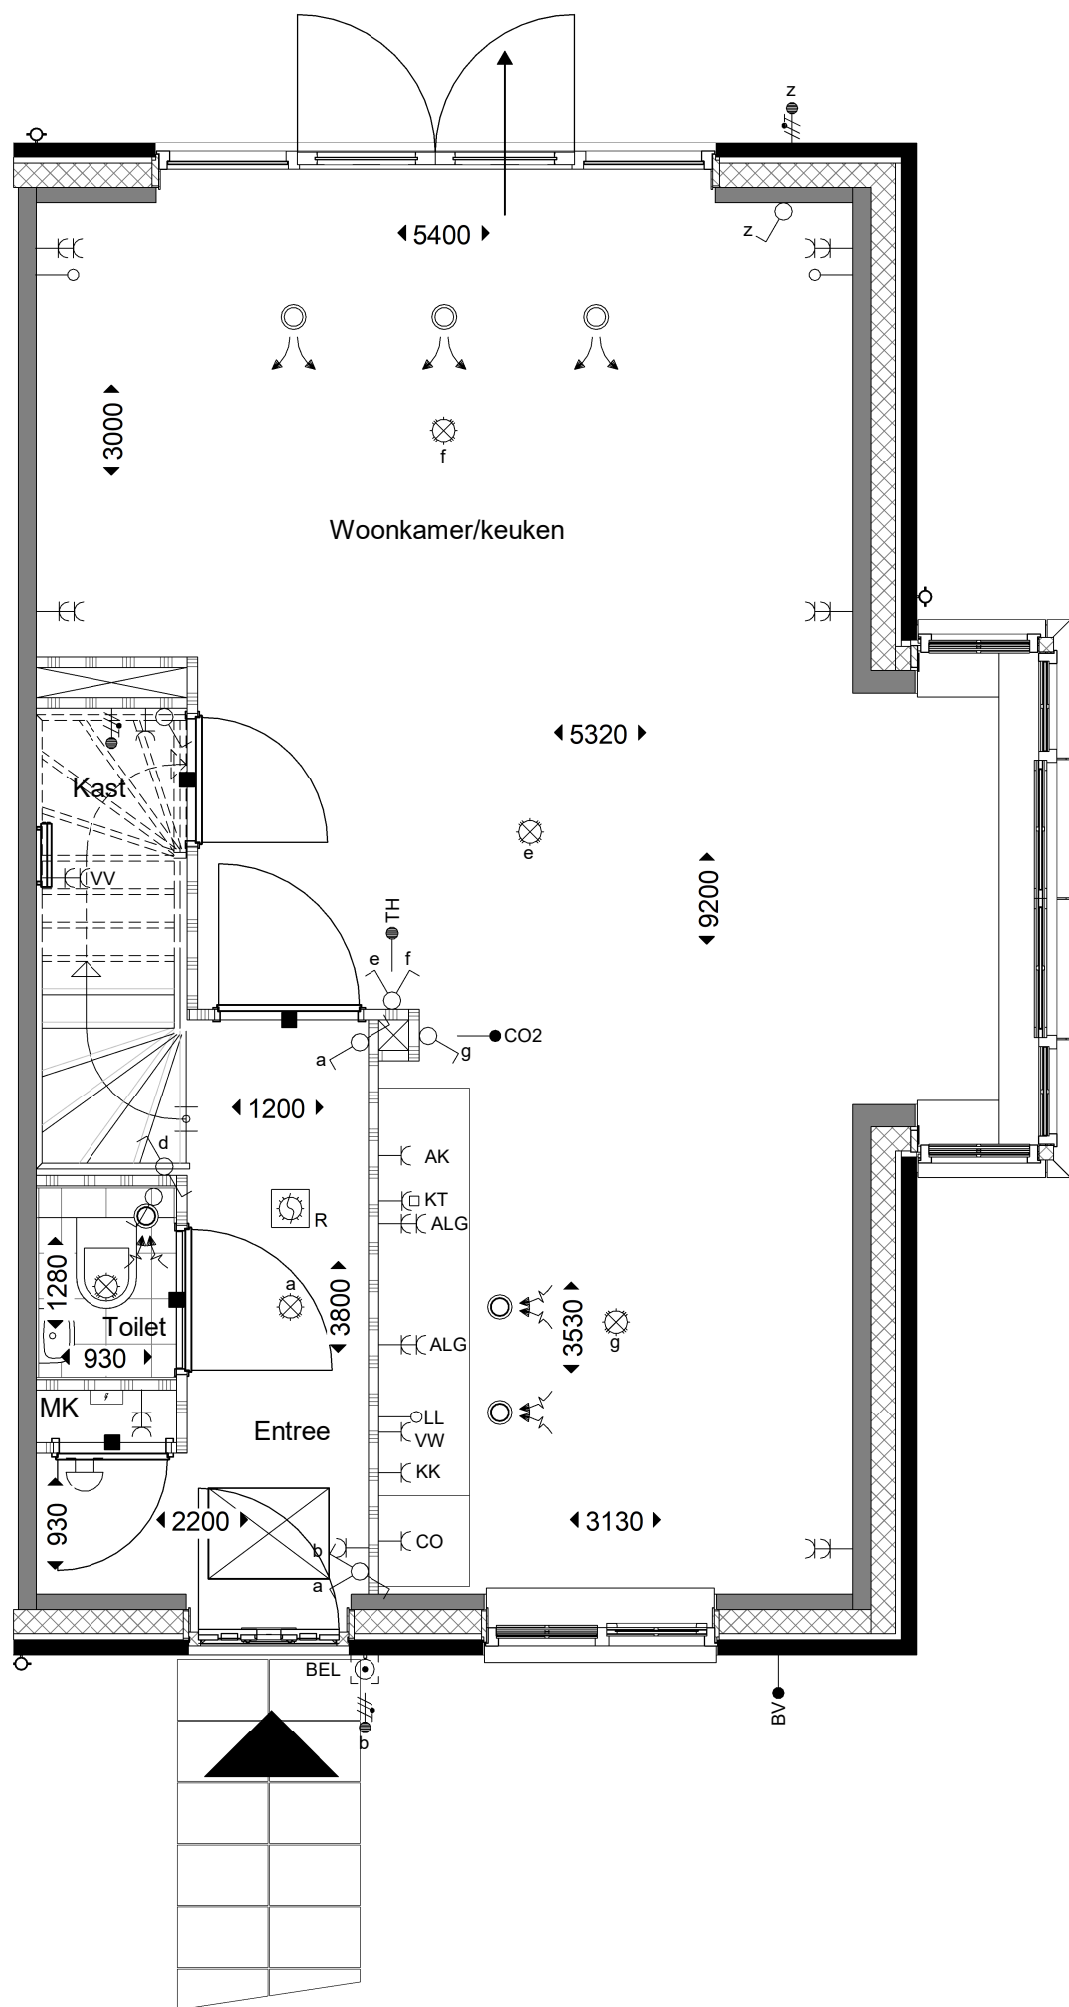 z
z
5400
3000
f
Woonkamer/keuken
5320
Kast
e
VV
9200
TH
e
f
a
g
CO2
1200
d
AK
KT
ALG
R
1280
a
3800
3530
Toilet
g
ALG
930
MK
LL
Entree
VW
KK
930
2200
3130
b
CO
a
BEL
BV
b